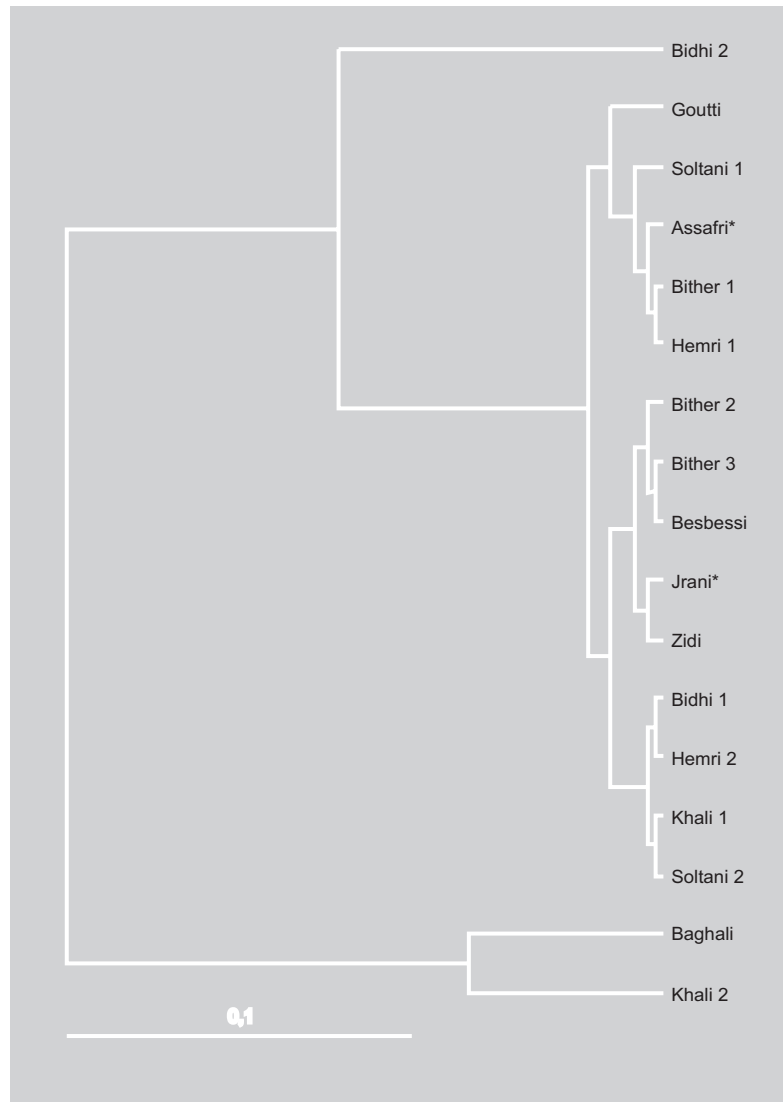 Bidhi 2
Goutti
Soltani 1
Assafri*
Bither 1
Hemri 1
Bither 2
Bither 3
Besbessi
Jrani*
Zidi
Bidhi 1
Hemri 2
Khali 1
Soltani 2
Baghali
Khali 2
0,1